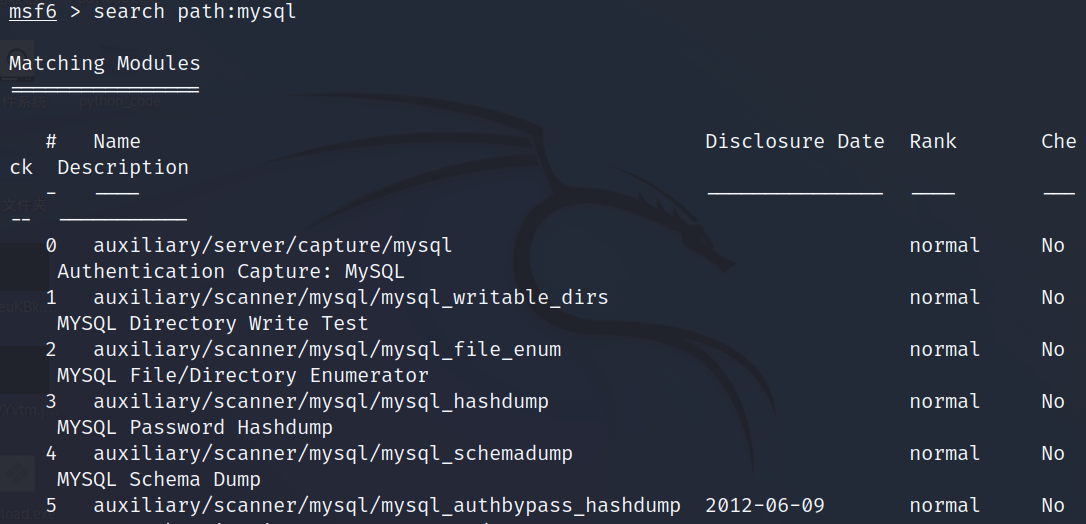 msf6 > search path:mysql
Matching Modules
================
# Name Disclosure Date Rank Che
ck Description
- ---- --------------- ---- ---
-- -----------
0 auxiliary/server/capture/mysql normal No
Authentication Capture: MySQL
1 auxiliary/scanner/mysql/mysql_writable_dirs normal No
MYSQL Directory Write Test
2 auxiliary/scanner/mysql/mysql_file_enum normal No
MYSQL File/Directory Enumerator
3 auxiliary/scanner/mysql/mysql_hashdump normal No
MYSQL Password Hashdump
4 auxiliary/scanner/mysql/mysql_schemadump normal No
MYSQL Schema Dump
5 auxiliary/scanner/mysql/mysql_authbypass_hashdump 2012-06-09 normal No